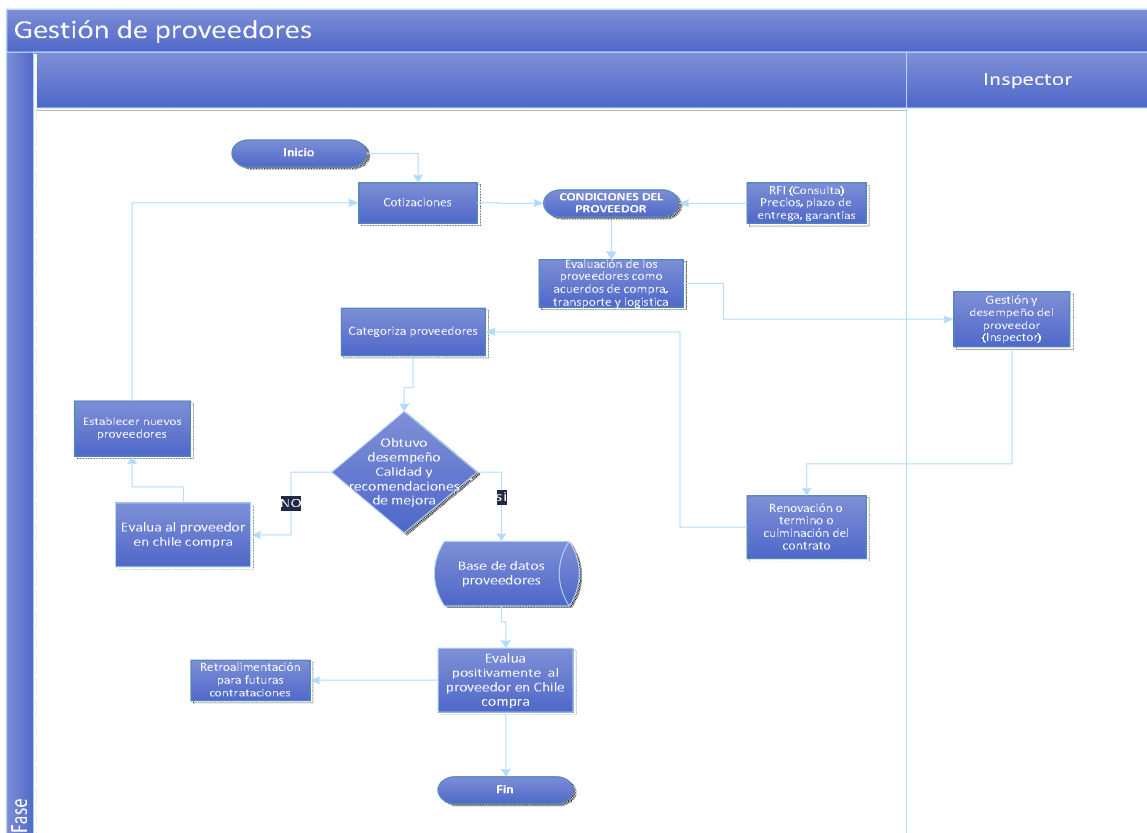 Gestión de proveedores
Inspector
Inicio
Cotizaciones
CONDICIONES DEL
PROVEEDOR
RFI (Consulta)
Precios, plazo de
entrega, garantías
Evaluación de los
proveedores como
acuerdos de compra,
transporte y logistica
Gestión y
desempeño del
proveedor
(Inspector)
Categoriza proveedores
Establecer nuevos
proveedores
Obtuvo
desempeño
Calidad y
recomendaciones
de mejora
NO
si
Evalua al proveedor
en chile compra
Renovación o
termino o
culminación del
contrato
Base de datos
proveedores
Evalua
positivamente al
proveedor en Chile
compra
Retroalimentación
para futuras
contrataciones
Fin
Fase